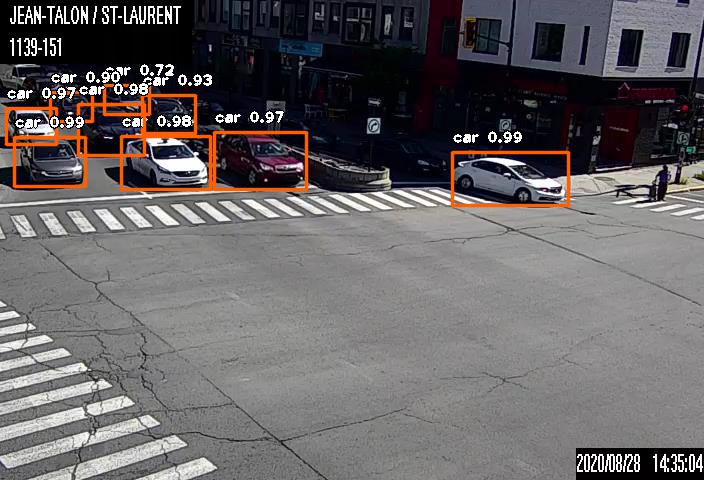 JEAN-TALON / ST-LAURENT
1139-151
car 0.72
car 0.90
car 0.93
car 0.98
car 0.97
car 0.99
car 0.98
car 0.97
car 0.99
2020/08/28 14:35:04